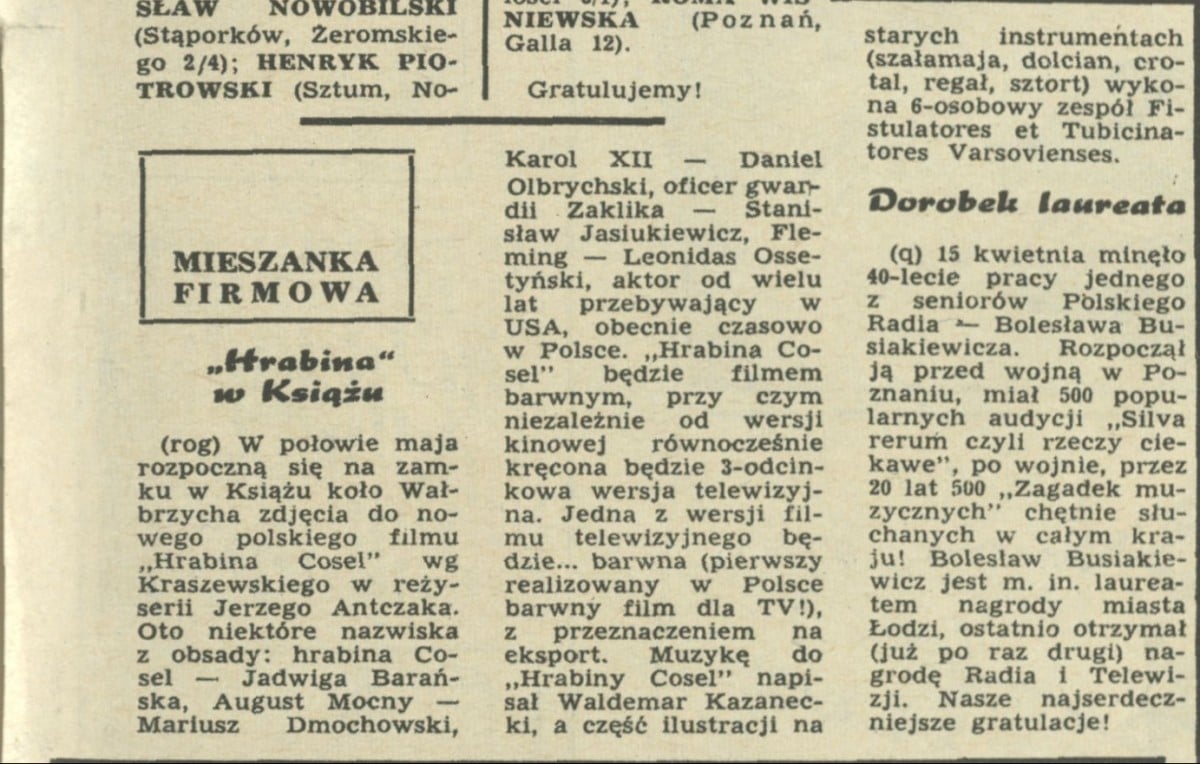 SŁAW NOWOBILSKI
(Stąporków, Żeromskie-
go 2/4); HENRYK PIO-
TROWSKI (Sztum, No-
NIEWSKA (Poznań,
Galla 12).
Gratulujemy!
MIESZANKA
FIRMOWA
„Hrabina“
w Książu
(rog) W połowie maja
rozpoczną się na zam-
ku w Książu koło Wał-
brzycha zdjęcia do no-
wego polskiego filmu
„Hrabina Cosel” wg
Kraszewskiego w reży-
serii Jerzego Antczaka.
Oto niektóre nazwiska
z obsady: hrabina Co-
sel — Jadwiga Barań-
ska, August Mocny —
Mariusz Dmochowski,
Karol XII — Daniel
Olbrychski, oficer gwar-
dii Zaklika — Stani-
sław Jasiukiewicz, Fle-
ming — Leonidas Osse-
tyński, aktor od wielu
lat przebywający w
USA, obecnie czasowo
w Polsce. „Hrabina Co-
sel” będzie filmem
barwnym, przy czym
niezależnie od wersji
kinowej równocześnie
kręcona będzie 3-odcin-
kowa wersja telewizyj-
na. Jedna z wersji fil-
mu telewizyjnego bę-
dzie... barwna (pierwszy
realizowany w Polsce
barwny film dla TV!),
z przeznaczeniem na
eksport. Muzykę do
„Hrabiny Cosel” napi-
sał Waldemar Kazanec-
ki, a część ilustracji na
starych instrumentach
(szałamaja, dolcian, cro-
tal, regał, sztort) wyko-
na 6-osobowy zespół Fi-
stulatores et Tubicina-
tores Varsovienses.
Dorobek laureata
(q) 15 kwietnia minęło
40-lecie pracy jednego
z seniorów Polskiego
Radia — Bolesława Bu-
siakiewicza. Rozpoczął
ją przed wojną w Po-
znaniu, miał 500 popu-
larnych audycji „Silva
rerum czyli rzeczy cie-
kawe”, po wojnie, przez
20 lat 500 „Zagadek mu-
zycznych” chętnie słu-
chanych w całym kra-
ju! Bolesław Busiakie-
wicz jest m. in. laurea-
tem nagrody miasta
Łodzi, ostatnio otrzymał
(już po raz drugi) na-
grodę Radia i Telewi-
zji. Nasze najserdecz-
niejsze gratulacje!